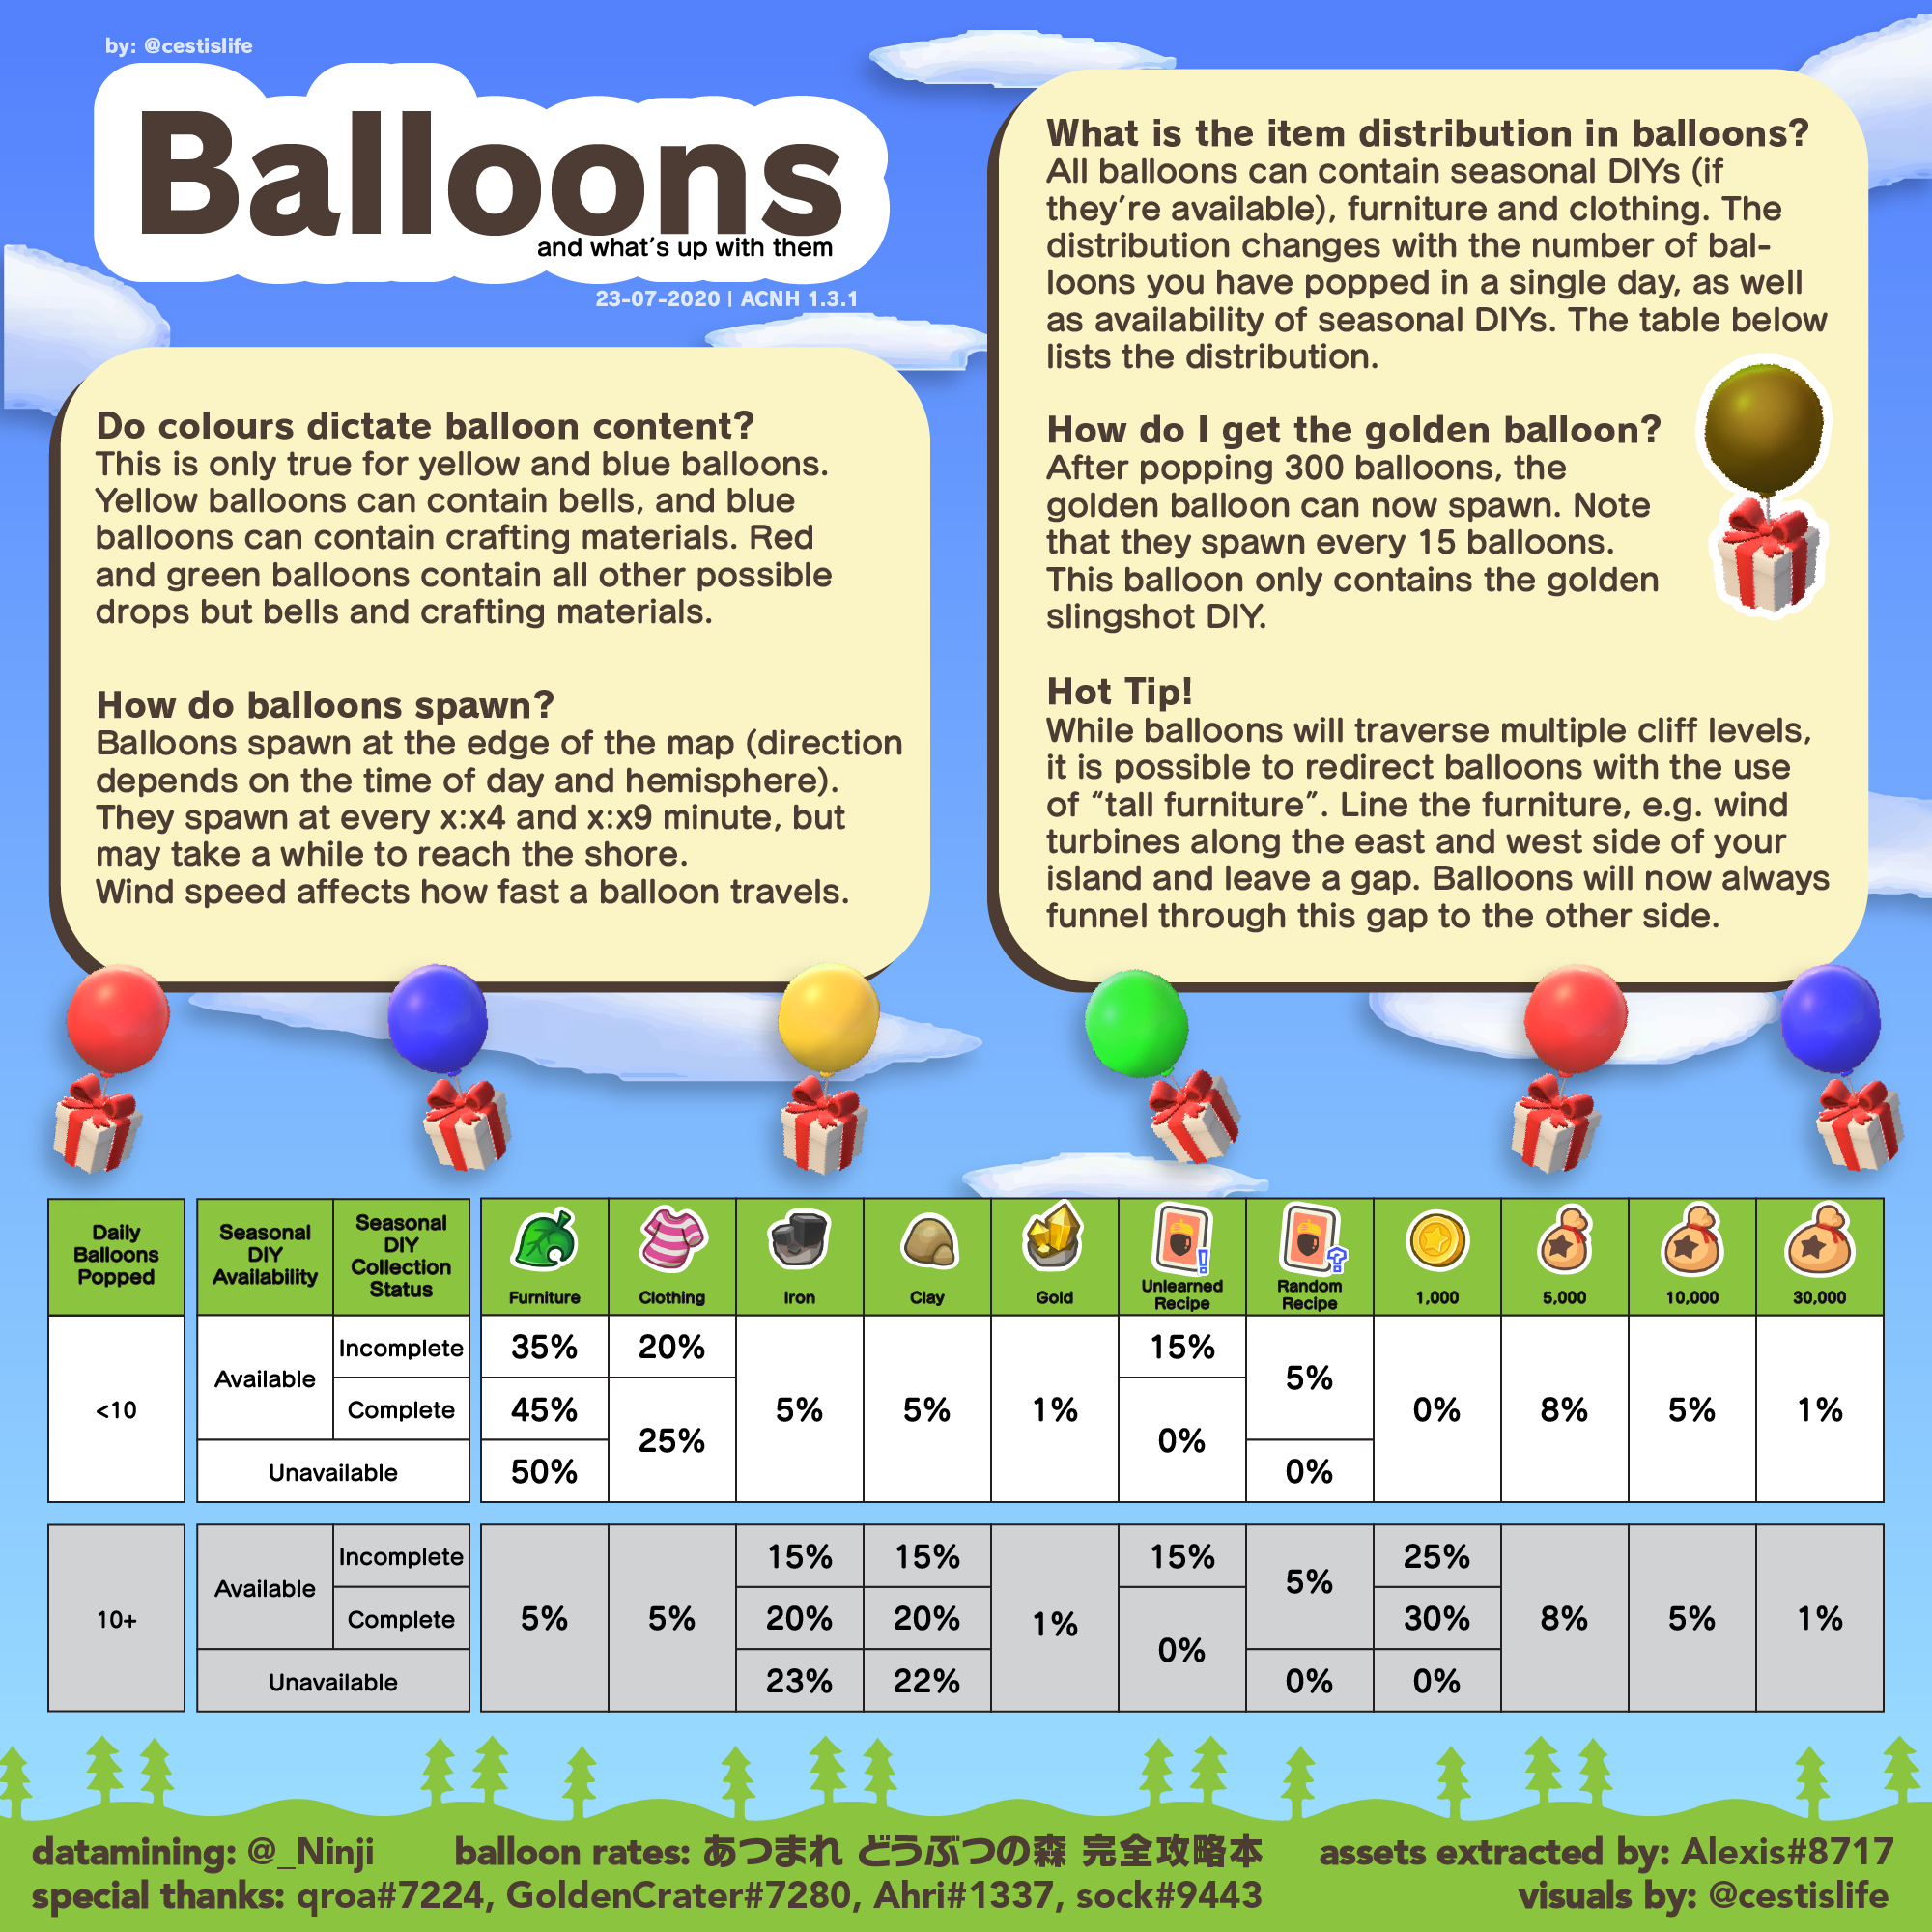 by: @cestislife
Balloons
and what's up with them
23-07-2020 | ACNH 1.3.1
Do colours dictate balloon content?
This is only true for yellow and blue balloons.
Yellow balloons can contain bells, and blue
balloons can contain crafting materials. Red
and green balloons contain all other possible
drops but bells and crafting materials.
How do balloons spawn?
Balloons spawn at the edge of the map (direction
depends on the time of day and hemisphere).
They spawn at every x:x4 and x:x9 minute, but
may take a while to reach the shore.
Wind speed affects how fast a balloon travels.
What is the item distribution in balloons?
All balloons can contain seasonal DIYs (if
they're available), furniture and clothing. The
distribution changes with the number of bal-
loons you have popped in a single day, as well
as availability of seasonal DIYs. The table below
lists the distribution.
How do I get the golden balloon?
After popping 300 balloons, the
golden balloon can now spawn. Note
that they spawn every 15 balloons.
This balloon only contains the golden
slingshot DIY.
Hot Tip!
While balloons will traverse multiple cliff levels,
it is possible to redirect balloons with the use
of “tall furniture”. Line the furniture, e.g. wind
turbines along the east and west side of your
island and leave a gap. Balloons will now always
funnel through this gap to the other side.
Daily
Balloons
Popped
Seasonal
DIY
Availability
Seasonal
DIY
Collection
Status
Furniture
Clothing
Iron
Clay
Gold
!
Unlearned
Recipe
?
Random
Recipe
1,000
5,000
10,000
30,000
<10
Available
Incomplete
Complete
Unavailable
35%
45%
50%
20%
25%
5%
5%
1%
15%
0%
5%
0%
0%
8%
5%
1%
10+
Available
Incomplete
Complete
Unavailable
5%
5%
15%
20%
23%
15%
20%
22%
1%
15%
0%
5%
0%
25%
30%
0%
8%
5%
1%
datamining: @_Ninji balloon rates: あつまれ どうぶつの森 完全攻略本 assets extracted by: Alexis#8717
special thanks: qroa#7224, GoldenCrater#7280, Ahri#1337, sock#9443 visuals by: @cestislife